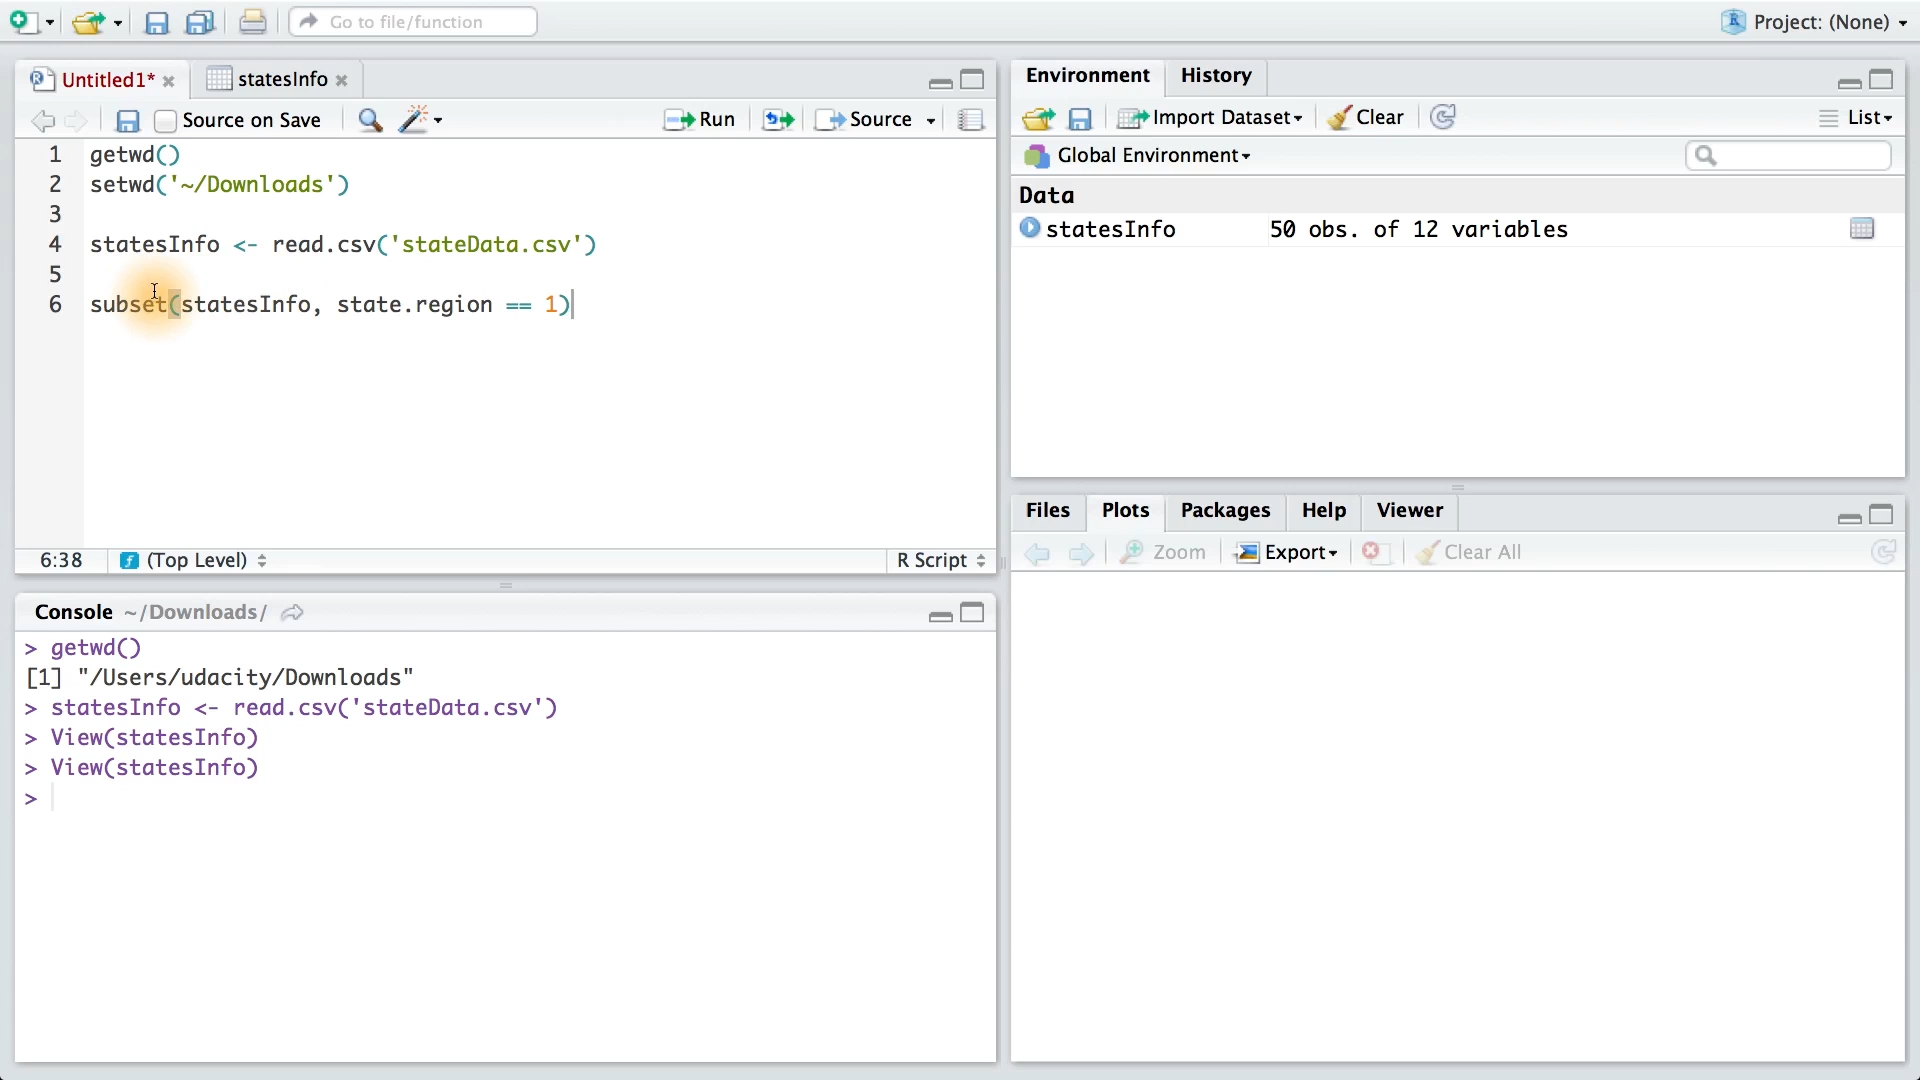 Go to file/function
Project: (None)
Untitled1*
statesInfo
Source on Save
Run
Source
1 getwd()
2 setwd('~/Downloads')
3
4 statesInfo <- read.csv('stateData.csv')
5
6 subset(statesInfo, state.region == 1)
6:38
(Top Level)
R Script
Console ~/Downloads/
> getwd()
[1] "/Users/udacity/Downloads"
> statesInfo <- read.csv('stateData.csv')
> View(statesInfo)
> View(statesInfo)
>
Environment
History
Import Dataset
Clear
List
Global Environment
Data
statesInfo 50 obs. of 12 variables
Files
Plots
Packages
Help
Viewer
Zoom
Export
Clear All